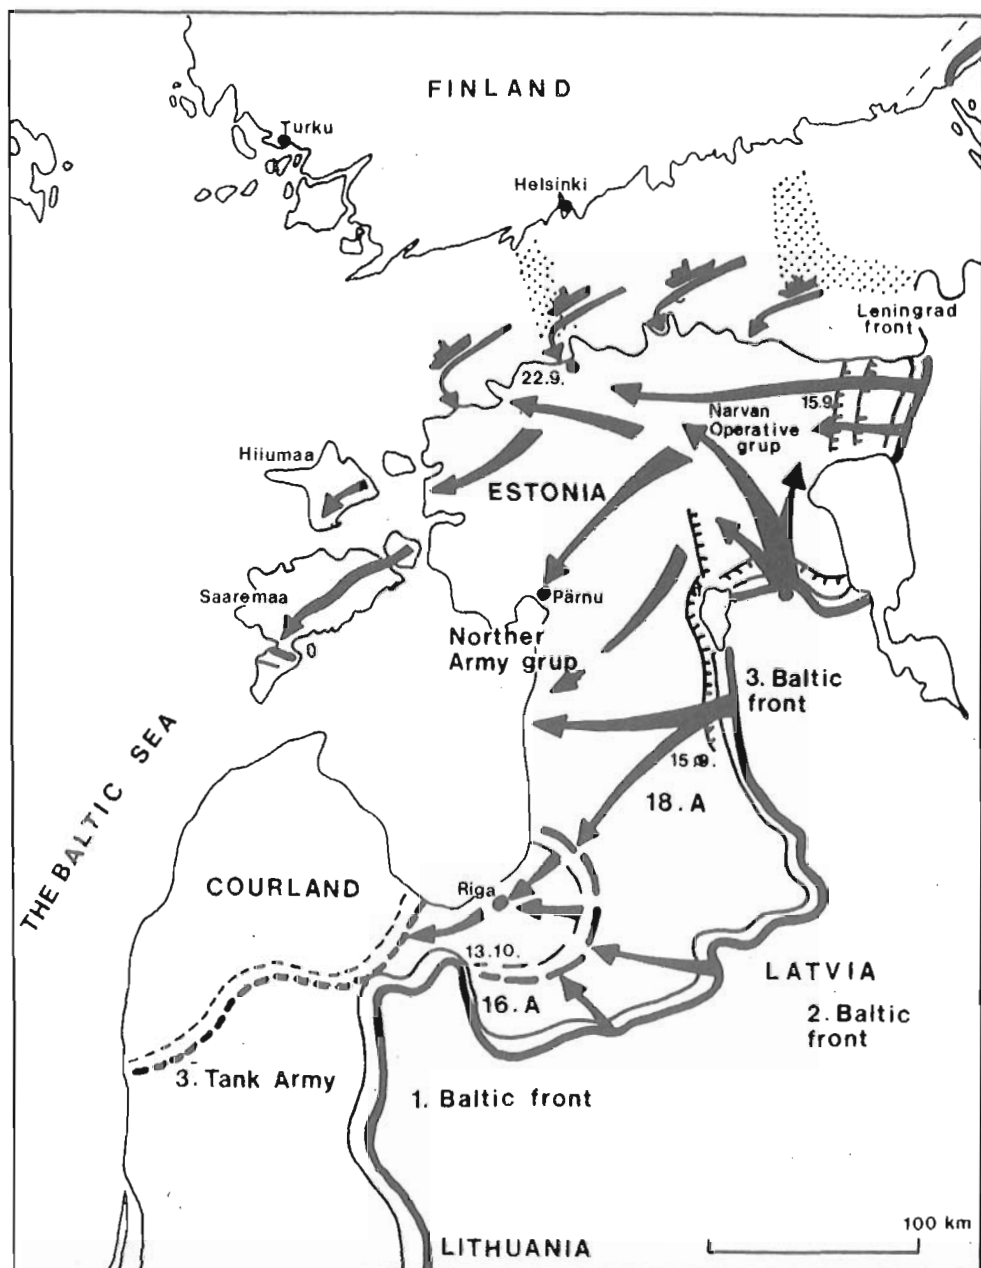 FINLAND
Turku
Helsinki
Leningrad
front
22.9.
15.9
Narvan
Operative
grup
Hiiumaa
ESTONIA
Saaremaa
Pärnu
Norther
Army grup
3. Baltic
front
THE BALTIC SEA
15.9.
18. A
COURLAND
Riga
13.10.
LATVIA
16. A
2. Baltic
front
3. Tank Army
1. Baltic front
100 km
LITHUANIA